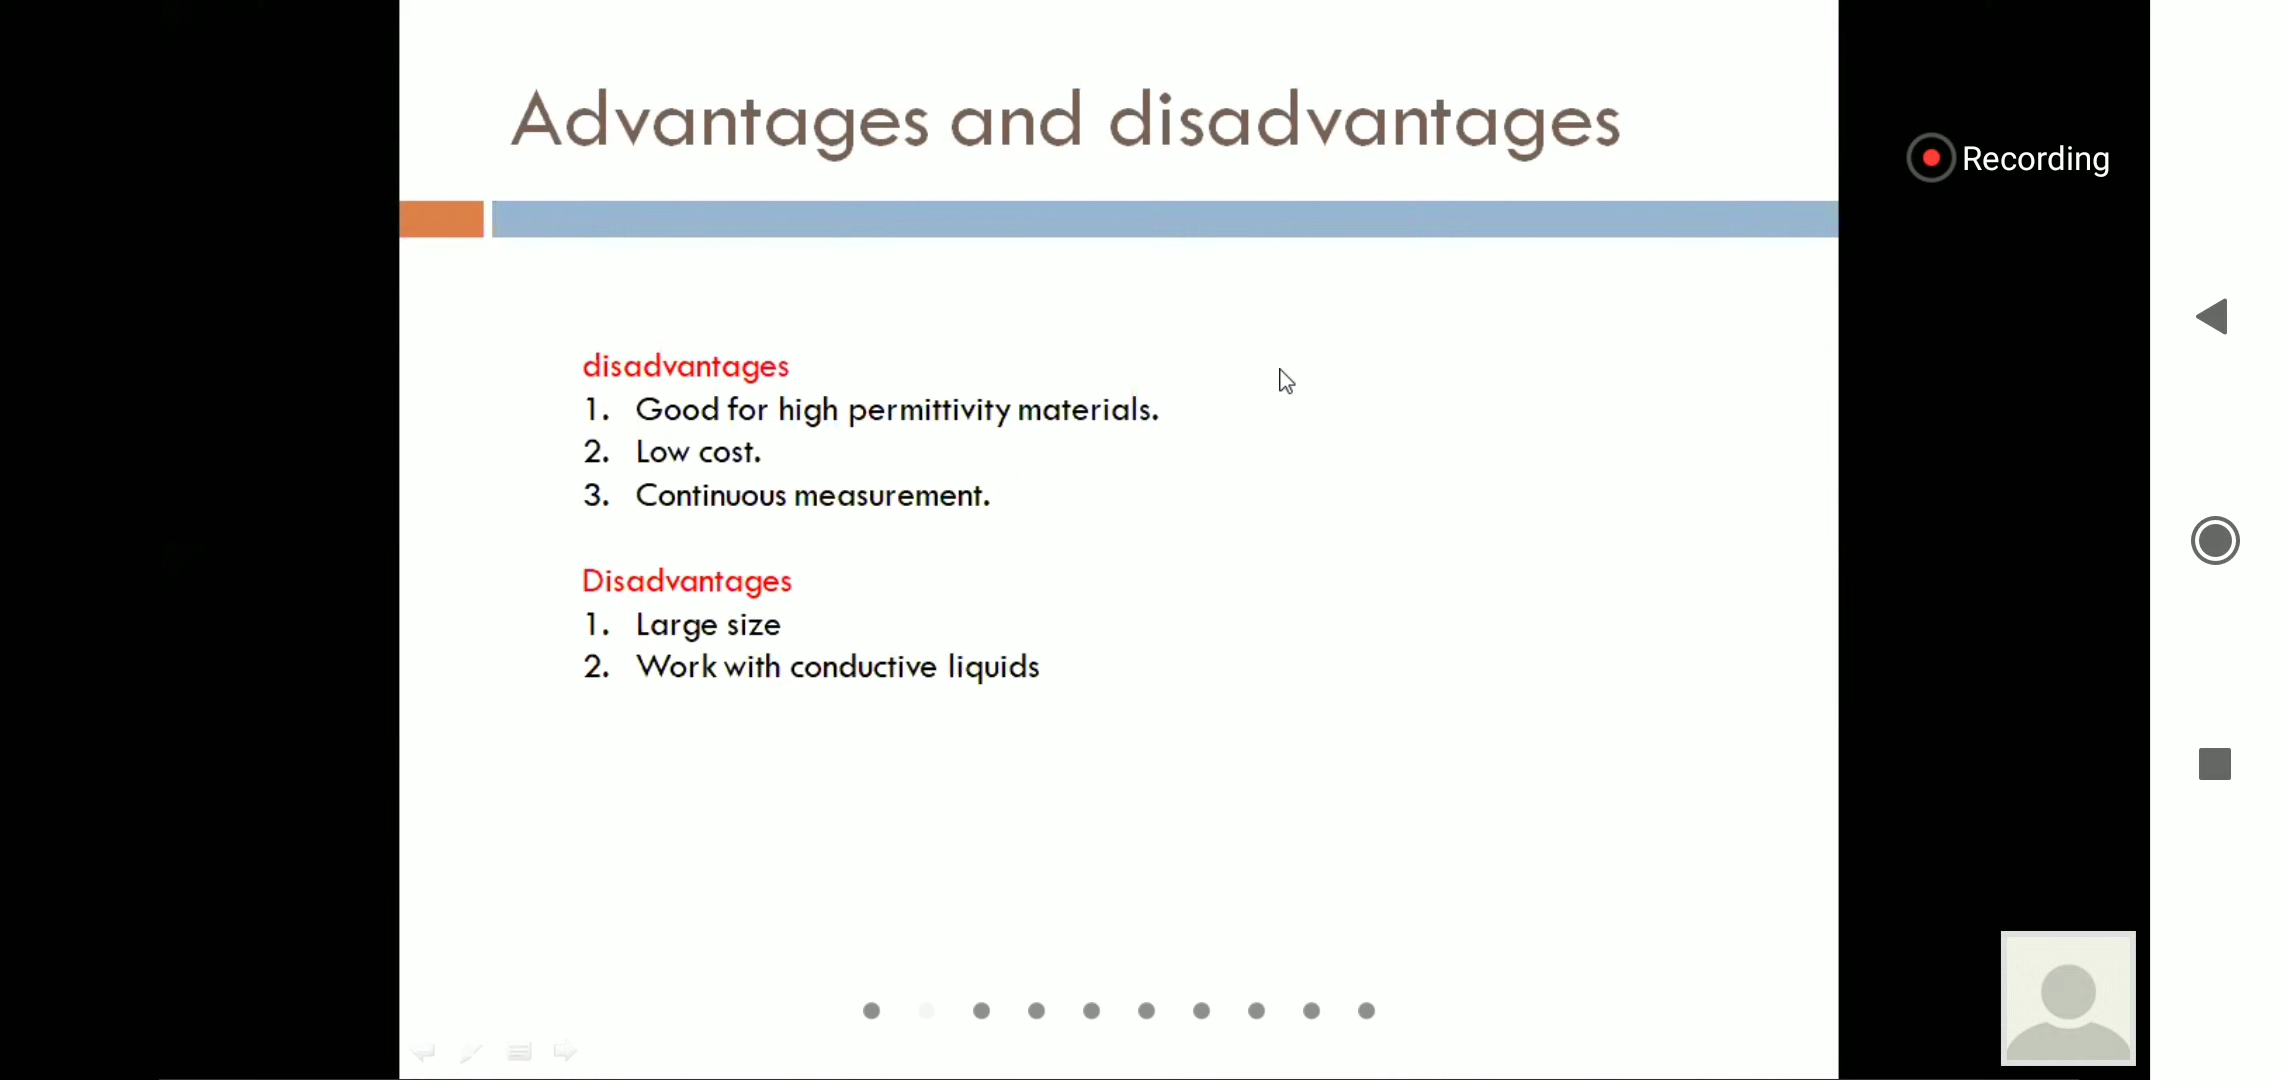 Advantages and disadvantages
Recording
disadvantages
1. Good for high permittivity materials.
2. Low cost.
3. Continuous measurement.
Disadvantages
1. Large size
2. Work with conductive liquids